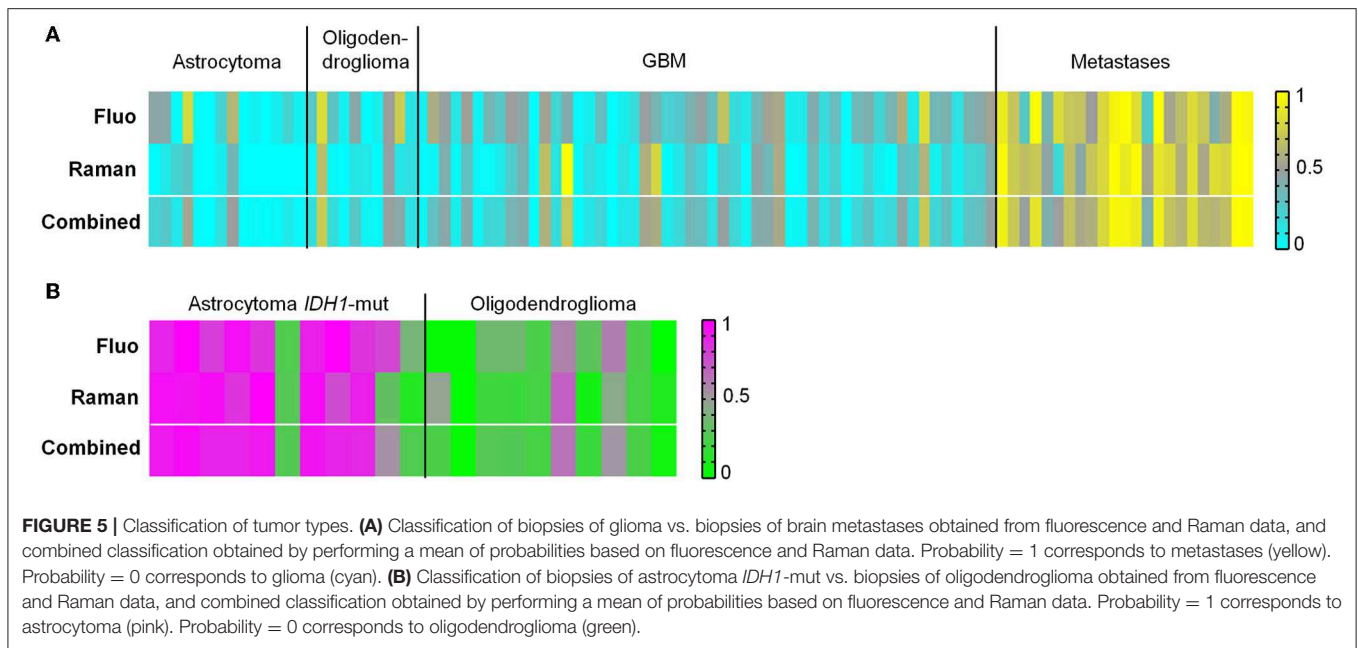 A
Astrocytoma
Oligoden-
droglioma
GBM
Metastases
Fluo
Raman
Combined
1
0.5
0
B
Astrocytoma IDH1-mut
Oligodendroglioma
Fluo
Raman
Combined
1
0.5
0
FIGURE 5 | Classification of tumor types. (A) Classification of biopsies of glioma vs. biopsies of brain metastases obtained from fluorescence and Raman data, and
combined classification obtained by performing a mean of probabilities based on fluorescence and Raman data. Probability = 1 corresponds to metastases (yellow).
Probability = 0 corresponds to glioma (cyan). (B) Classification of biopsies of astrocytoma IDH1-mut vs. biopsies of oligodendroglioma obtained from fluorescence
and Raman data, and combined classification obtained by performing a mean of probabilities based on fluorescence and Raman data. Probability = 1 corresponds to
astrocytoma (pink). Probability = 0 corresponds to oligodendroglioma (green).